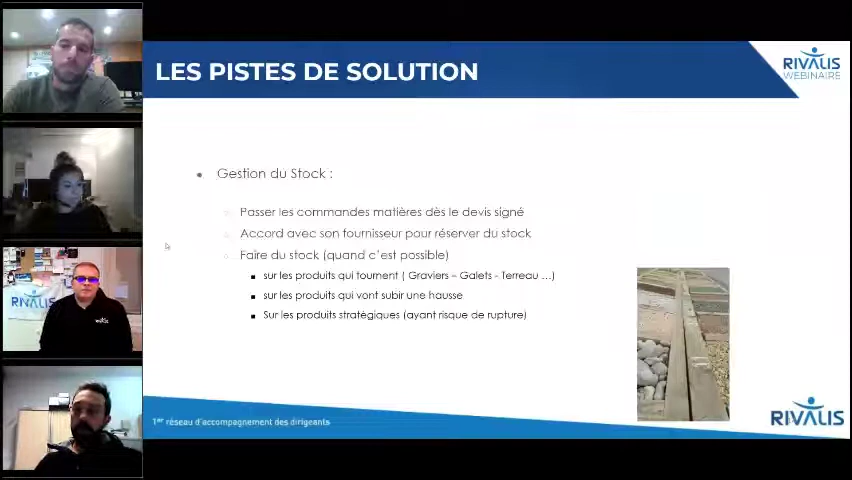 LES PISTES DE SOLUTION
RIVALIS
WEBINAIRE
Gestion du Stock :
Passer les commandes matières dès le devis signé
Accord avec son fournisseur pour réserver du stock
Faire du stock (quand c'est possible)
sur les produits qui tournent ( Graviers – Galets - Terreau ...)
sur les produits qui vont subir une hausse
Sur les produits stratégiques (ayant risque de rupture)
RIVALIS
1er réseau d'accompagnement des dirigeants
RIVALIS